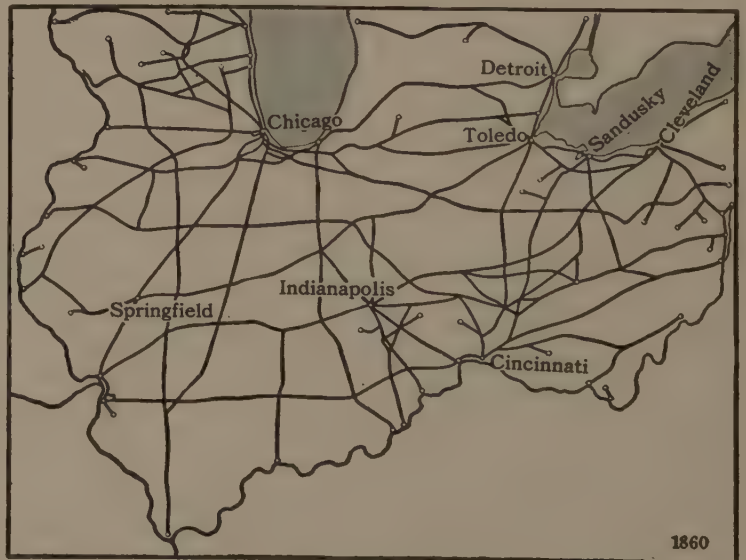 Detroit
Cleveland
Chicago
Sandusky
Toledo
Indianapolis
Springfield
Cincinnati
1860